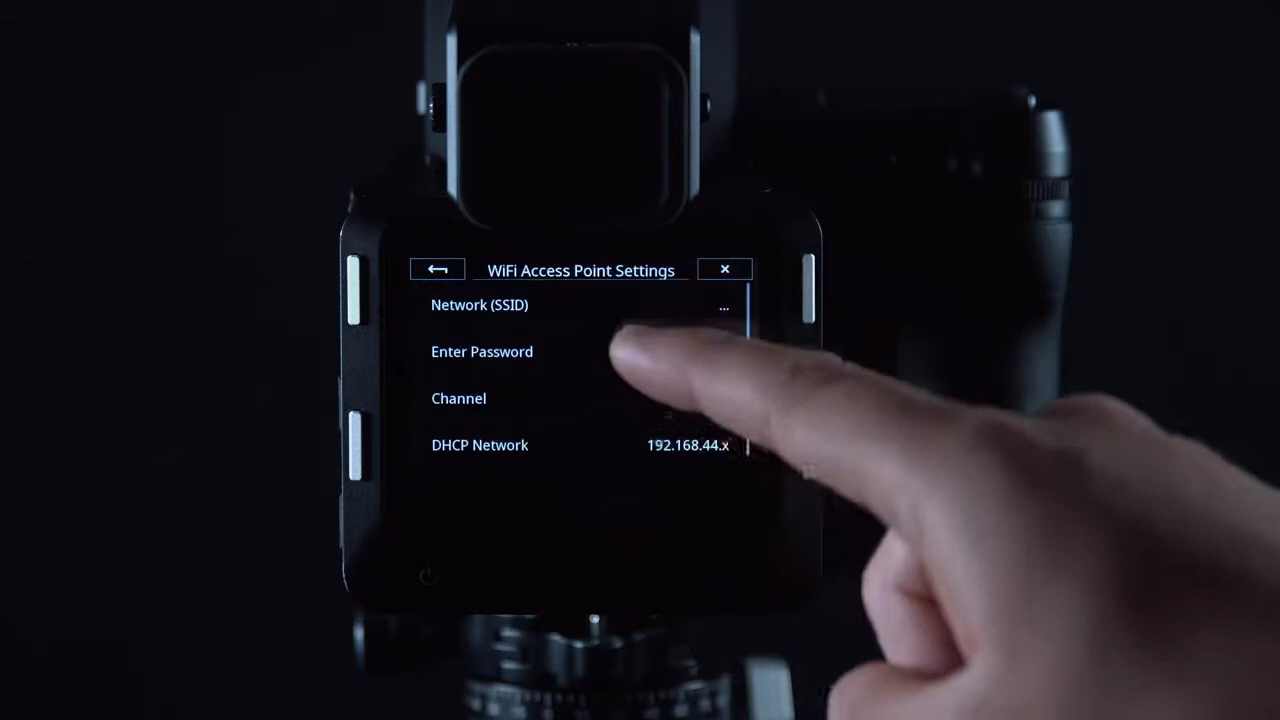 WiFi Access Point Settings
Network (SSID) ...
Enter Password
Channel
DHCP Network 192.168.44.x